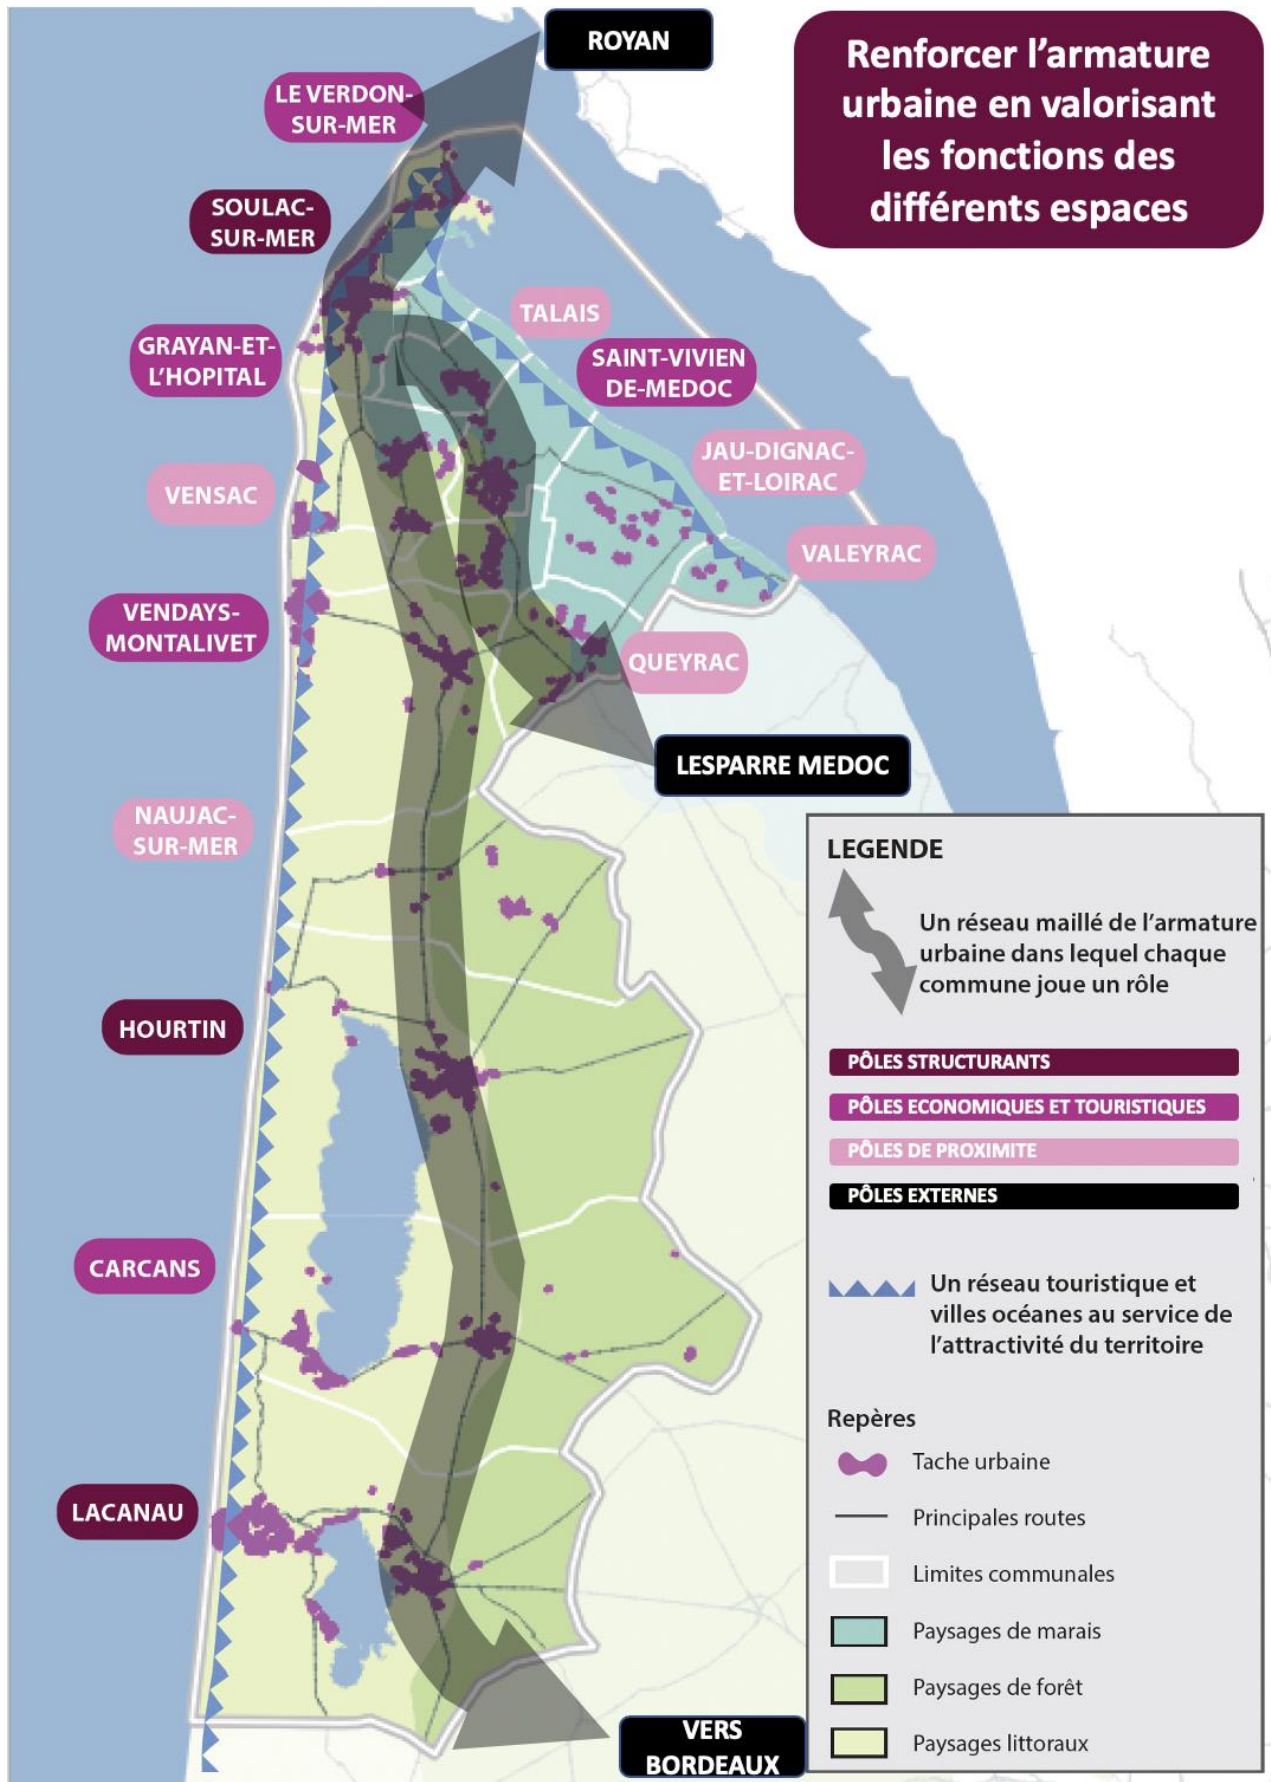 ROYAN
Renforcer l’armature
urbaine en valorisant
les fonctions des
différents espaces
LE VERDON-
SUR-MER
SOULAC-
SUR-MER
TALAIS
GRAYAN-ET-
L’HOPITAL
SAINT-VIVIEN
DE-MEDOC
JAU-DIGNAC-
ET-LOIRAC
VENSAC
VALEYRAC
VENDAYS-
MONTALIVET
QUEYRAC
LESPARRE MEDOC
NAUJAC-
SUR-MER
HOURTIN
CARCANS
LACANAU
VERS
BORDEAUX
LEGENDE
Un réseau maillé de l’armature
urbaine dans lequel chaque
commune joue un rôle
PÔLES STRUCTURANTS
PÔLES ECONOMIQUES ET TOURISTIQUES
PÔLES DE PROXIMITE
PÔLES EXTERNES
Un réseau touristique et
villes océanes au service de
l’attractivité du territoire
Repères
Tache urbaine
Principales routes
Limites communales
Paysages de marais
Paysages de forêt
Paysages littoraux